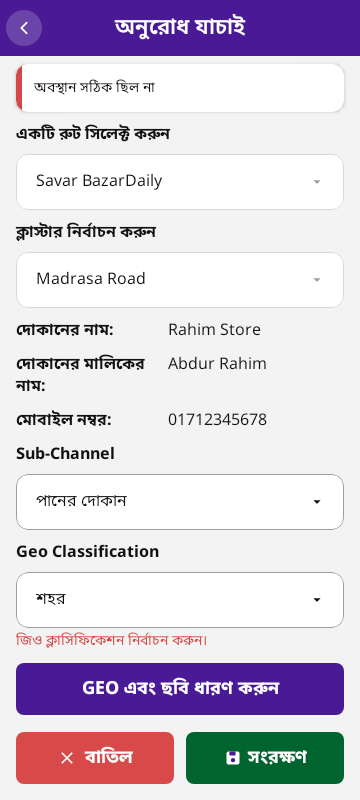 অনুরোধ যাচাই
অবস্থান সঠিক ছিল না
একটি রুট সিলেক্ট করুন
Savar BazarDaily
ক্লাস্টার নির্বাচন করুন
Madrasa Road
দোকানের নাম: Rahim Store
দোকানের মালিকের নাম: Abdur Rahim
মোবাইল নম্বর: 01712345678
Sub-Channel
পানের দোকান
Geo Classification
শহর
জিও ক্লাসিফিকেশন নির্বাচন করুন।
GEO এবং ছবি ধারণ করুন
বাতিল
সংরক্ষণ